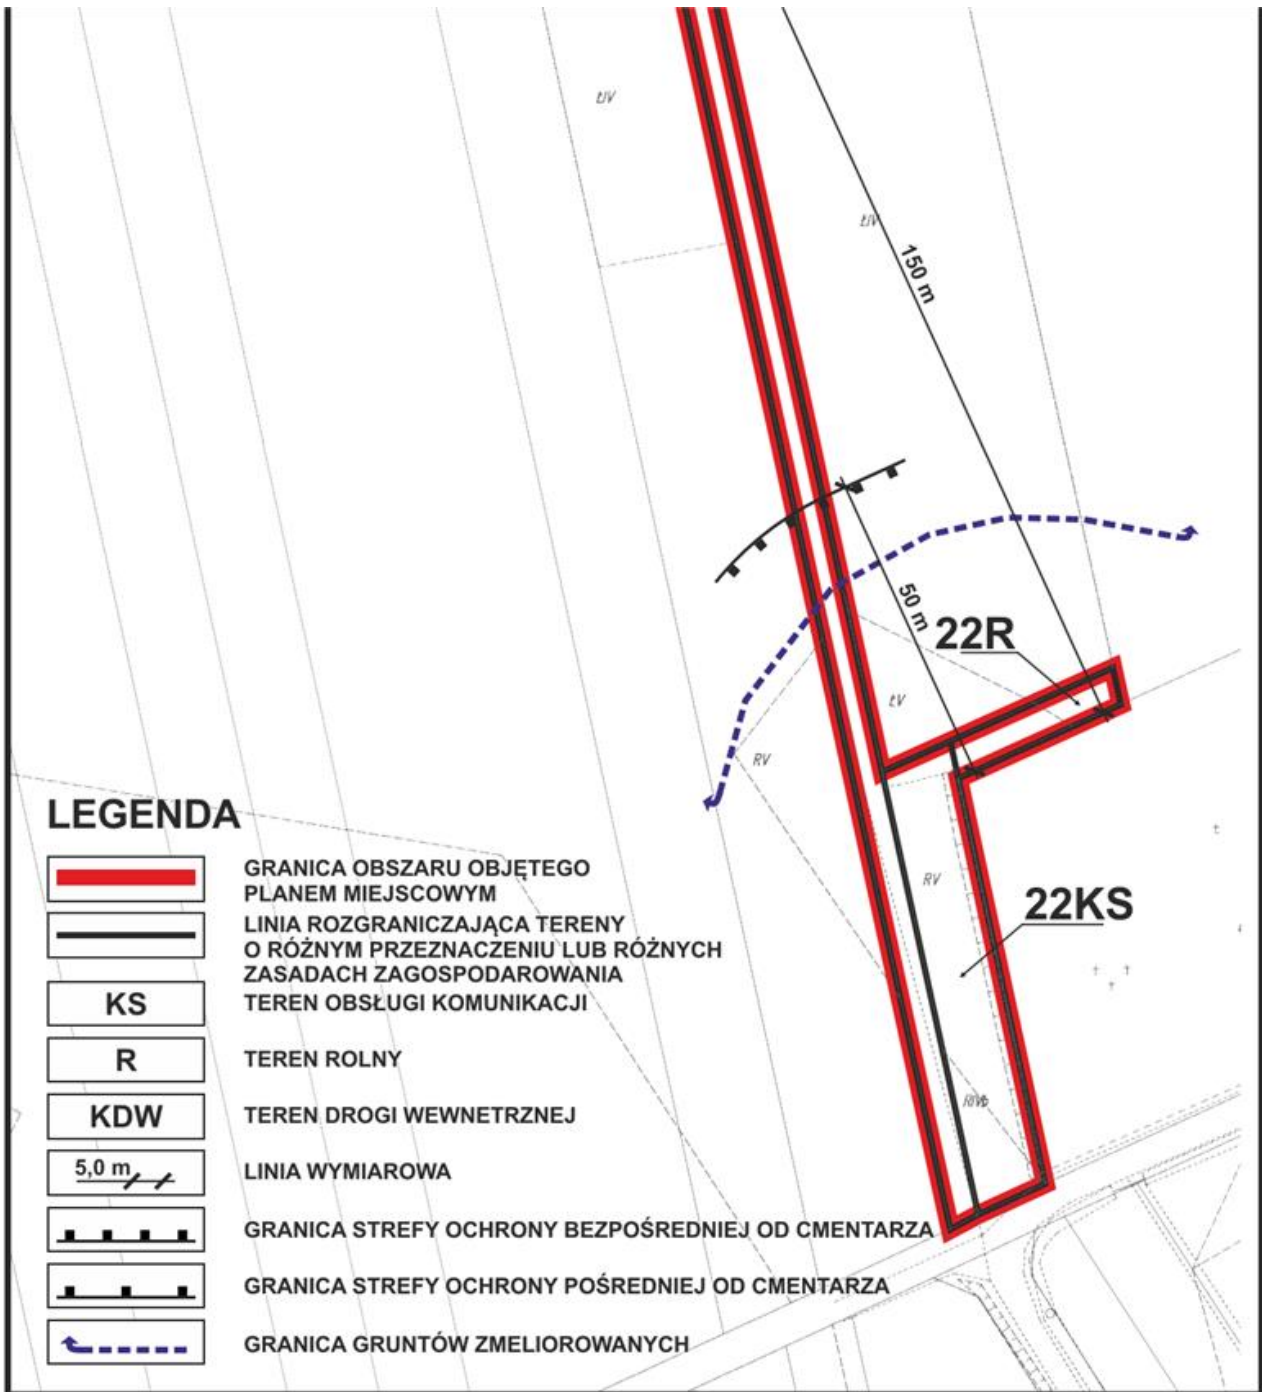 ŁIV
ŁIV
150 m
50 m
22R
ŁV
RV
LEGENDA
GRANICA OBSZARU OBJĘTEGO
PLANEM MIEJSCOWYM
RV
22KS
LINIA ROZGRANICZAJĄCA TERENY
O RÓŻNYM PRZEZNACZENIU LUB RÓŻNYCH
ZASADACH ZAGOSPODAROWANIA
KS TEREN OBSŁUGI KOMUNIKACJI
R TEREN ROLNY
KDW TEREN DROGI WEWNETRZNEJ
RIVb
5,0 m LINIA WYMIAROWA
GRANICA STREFY OCHRONY BEZPOŚREDNIEJ OD CMENTARZA
GRANICA STREFY OCHRONY POŚREDNIEJ OD CMENTARZA
GRANICA GRUNTÓW ZMELIOROWANYCH